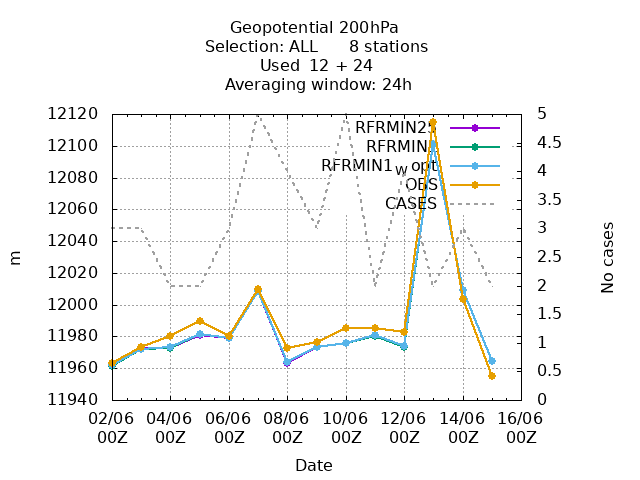 Geopotential 200hPa
Selection: ALL 8 stations
Used 12 + 24
Averaging window: 24h
12120
12100
12080
12060
12040
12020
12000
11980
11960
11940
m
5
4.5
4
3.5
3
2.5
2
1.5
1
0.5
0
No cases
RFRMIN2
RFRMIN
RFRMIN1w opt
OBS
CASES
02/06 04/06 06/06 08/06 10/06 12/06 14/06 16/06
00Z 00Z 00Z 00Z 00Z 00Z 00Z 00Z
Date